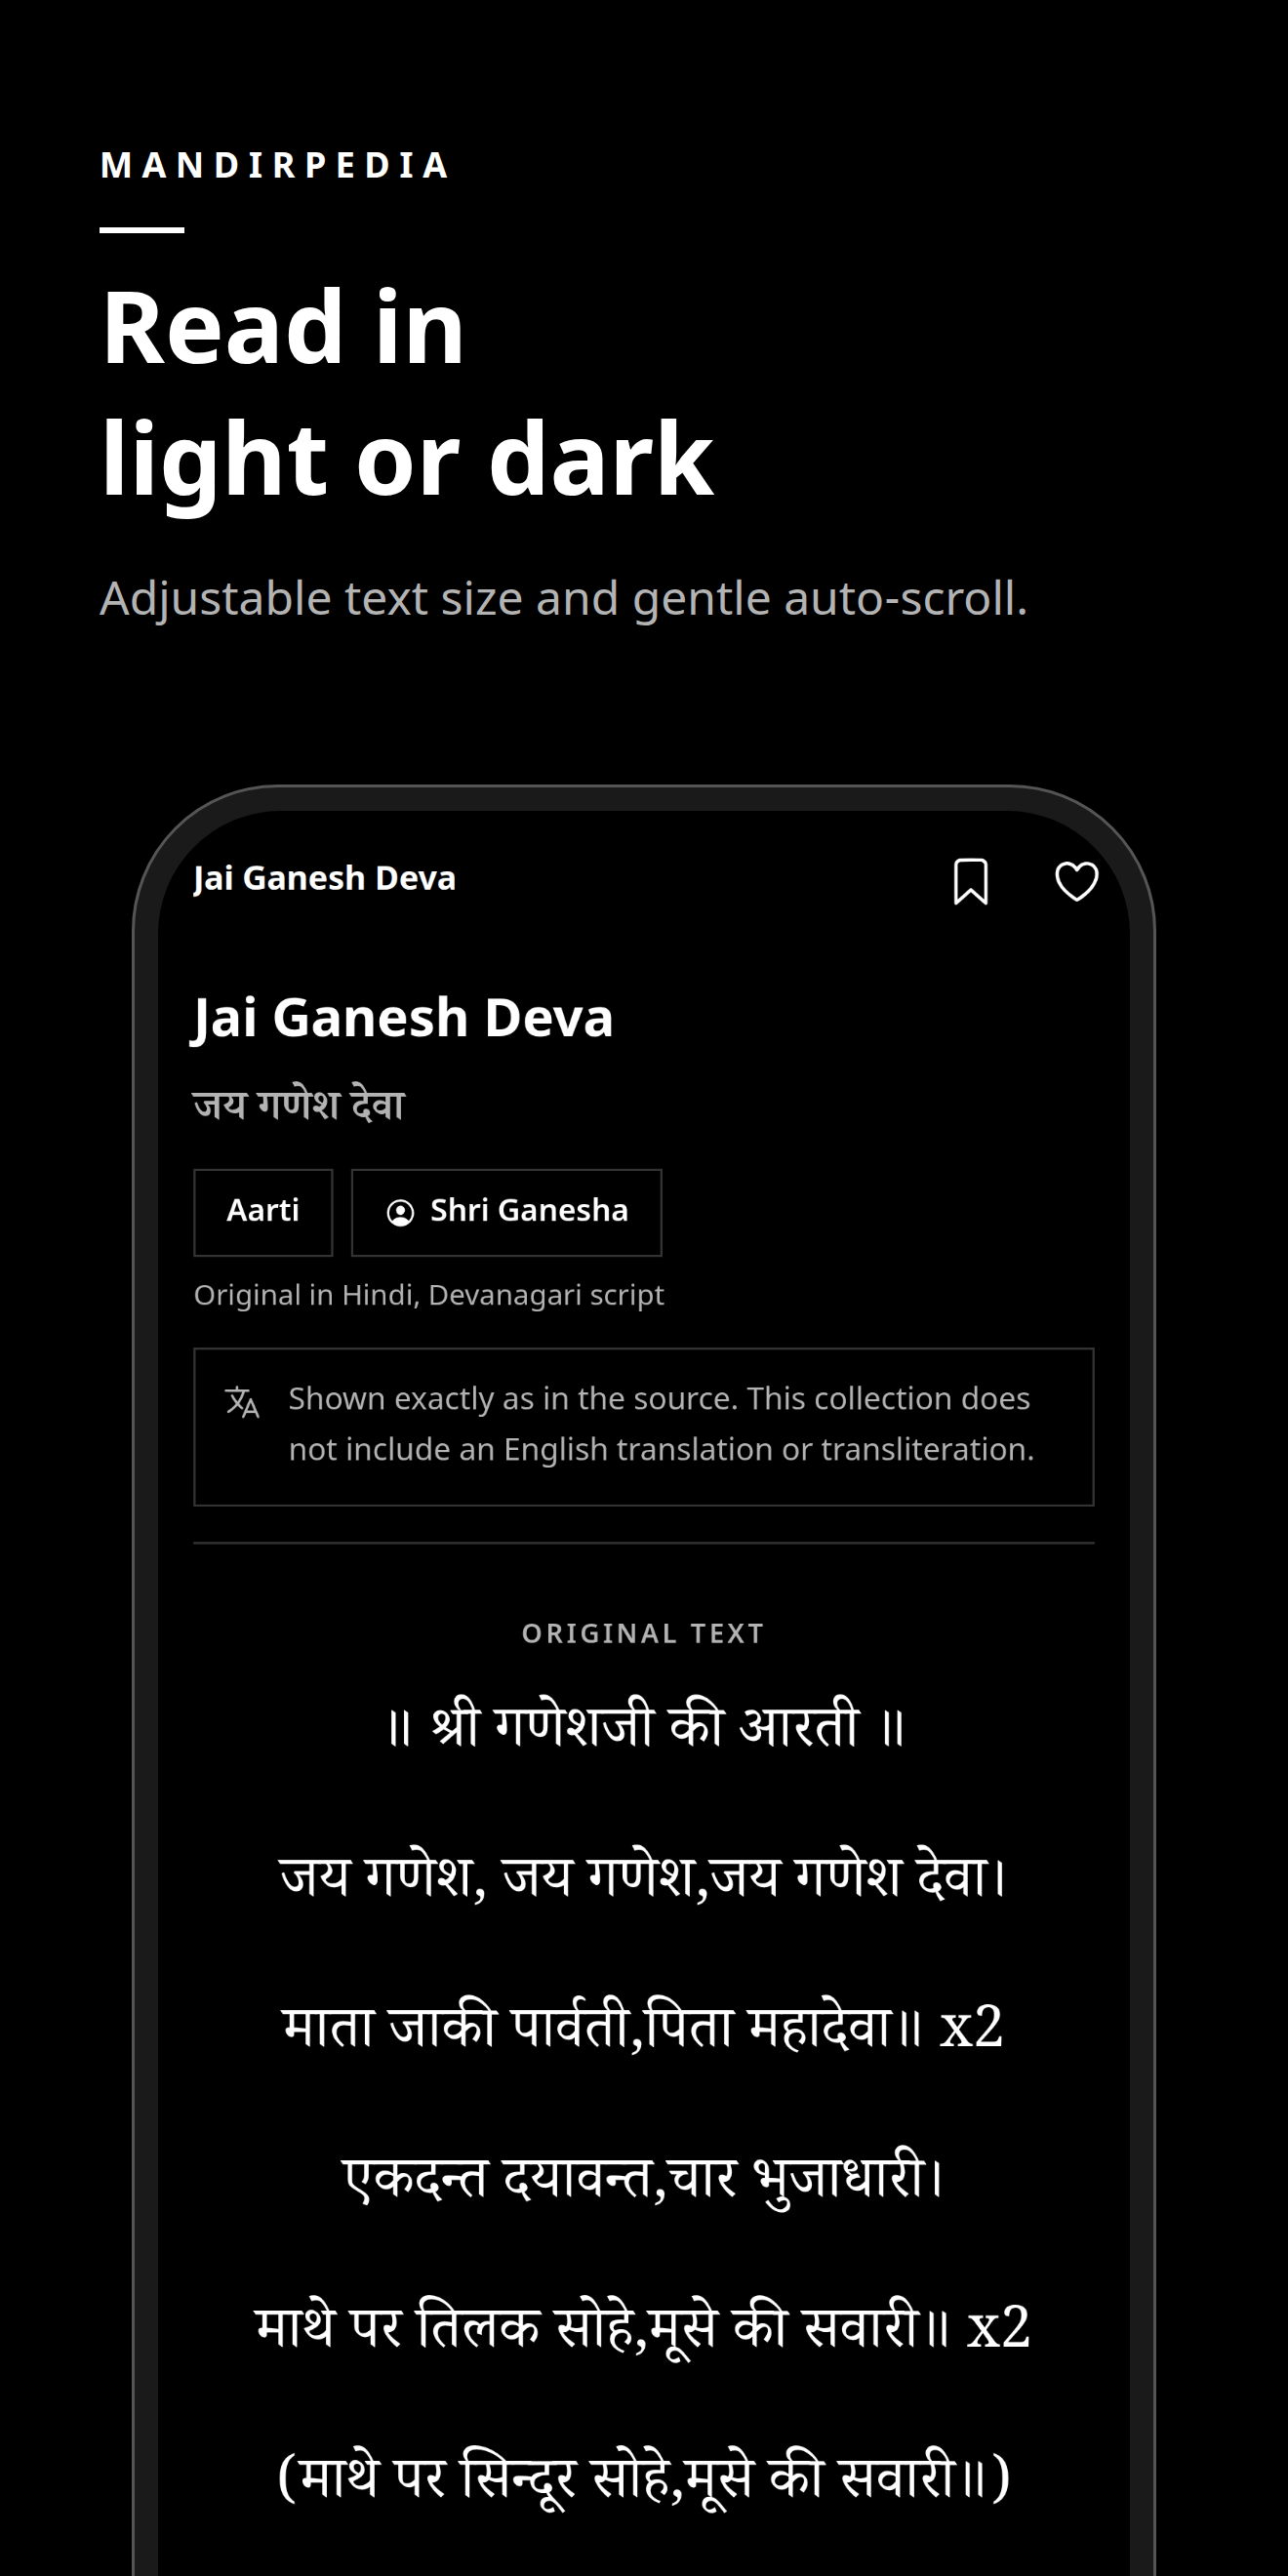 MANDIRPEDIA
Read in
light or dark
Adjustable text size and gentle auto-scroll.
Jai Ganesh Deva
Jai Ganesh Deva
जय गणेश देवा
Aarti
Shri Ganesha
Original in Hindi, Devanagari script
Shown exactly as in the source. This collection does
not include an English translation or transliteration.
ORIGINAL TEXT
॥ श्री गणेशजी की आरती ॥
जय गणेश, जय गणेश,जय गणेश देवा।
माता जाकी पार्वती,पिता महादेवा॥ x2
एकदन्त दयावन्त,चार भुजाधारी।
माथे पर तिलक सोहे,मूसे की सवारी॥ x2
(माथे पर सिन्दूर सोहे,मूसे की सवारी॥)